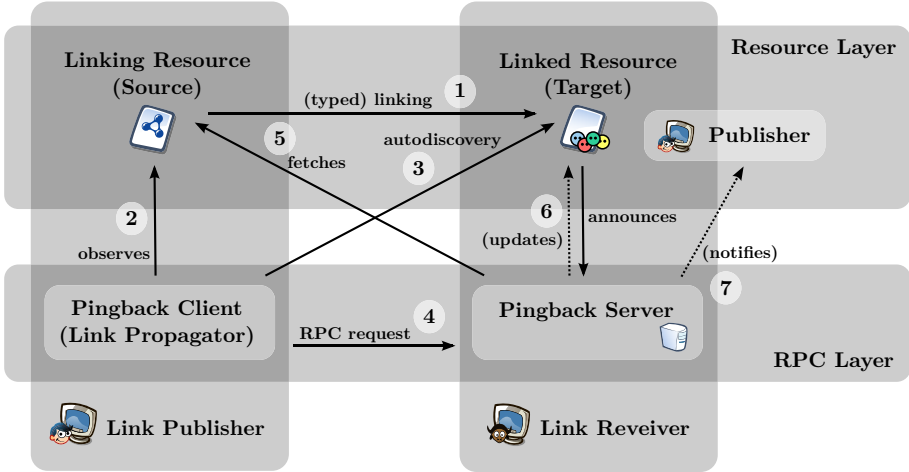 Resource Layer
Linking Resource
(Source)
Linked Resource
(Target)
(typed) linking
1
Publisher
5
fetches
autodiscovery
3
2
observes
6
(updates)
announces
(notifies)
7
Pingback Client
(Link Propagator)
RPC request
4
Pingback Server
RPC Layer
Link Publisher
Link Reveiver